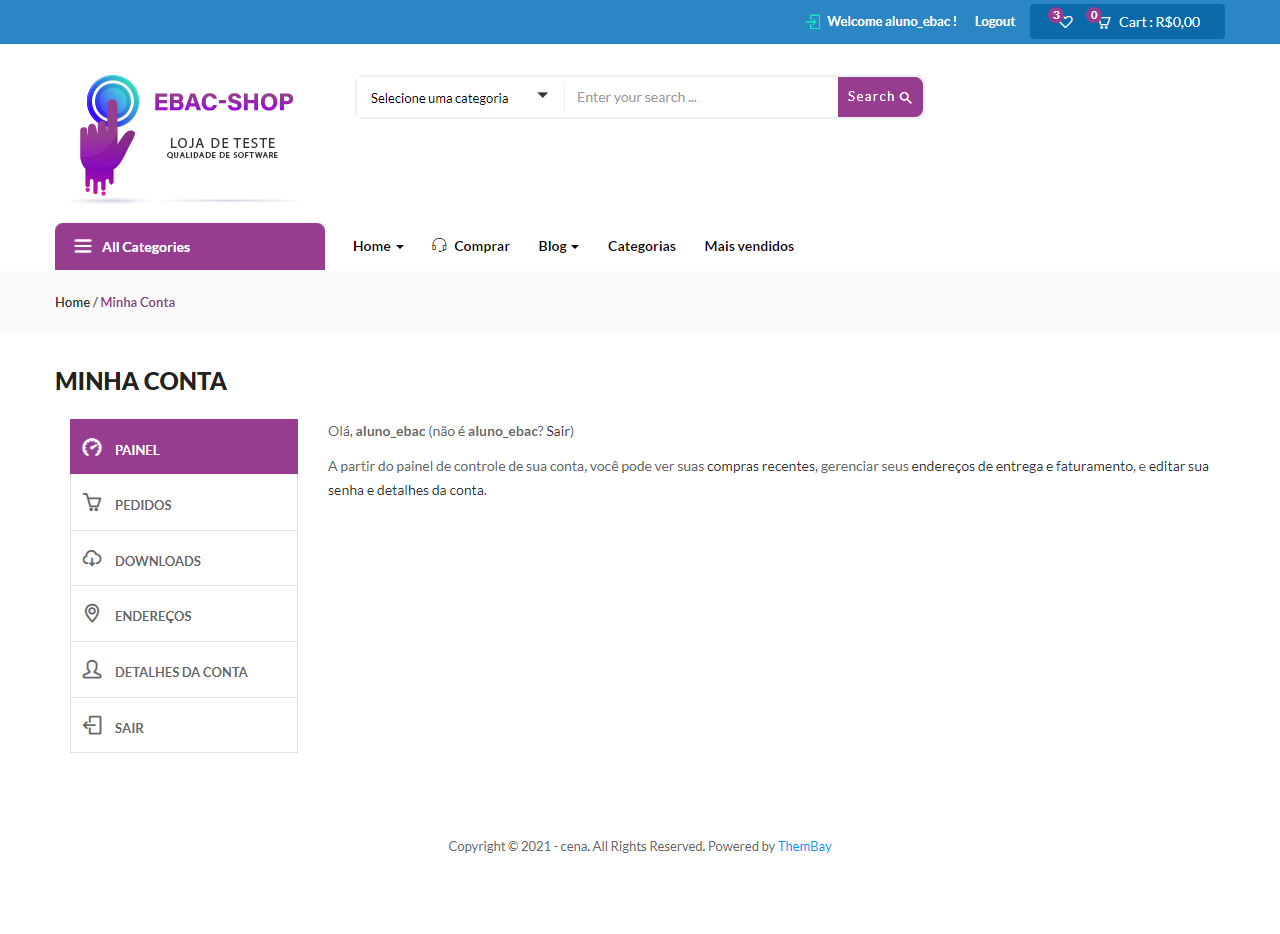 Welcome aluno_ebac ! Logout 3 0 Cart : R$0,00
EBAC-SHOP
LOJA DE TESTE
QUALIDADE DE SOFTWARE
Selecione uma categoria Enter your search ... Search
All Categories Home Comprar Blog Categorias Mais vendidos
Home / Minha Conta
MINHA CONTA
PAINEL
PEDIDOS
DOWNLOADS
ENDEREÇOS
DETALHES DA CONTA
SAIR
Olá, aluno_ebac (não é aluno_ebac? Sair)
A partir do painel de controle de sua conta, você pode ver suas compras recentes, gerenciar seus endereços de entrega e faturamento, e editar sua
senha e detalhes da conta.
Copyright © 2021 - cena. All Rights Reserved. Powered by ThemBay